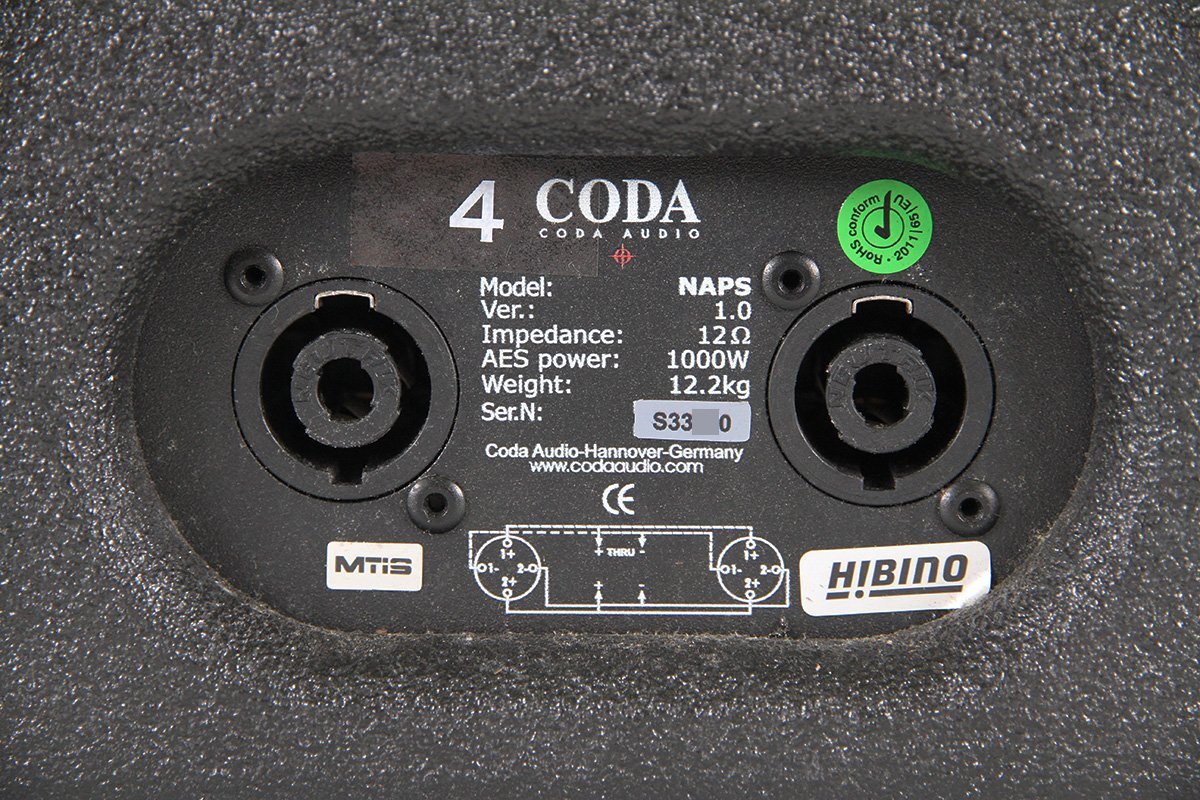 4
CODA
CODA AUDIO
RoHS conform · 2011/65/EU
Model: NAPS
Ver.: 1.0
Impedance: 12Ω
AES power: 1000W
Weight: 12.2kg
Ser.N: S33 0
Coda Audio-Hannover-Germany
www.codaaudio.com
CE
1+ 1+
+ THRU -
1- 2- 1- 2-
2+ + - 2+
MTiS
HIBINO